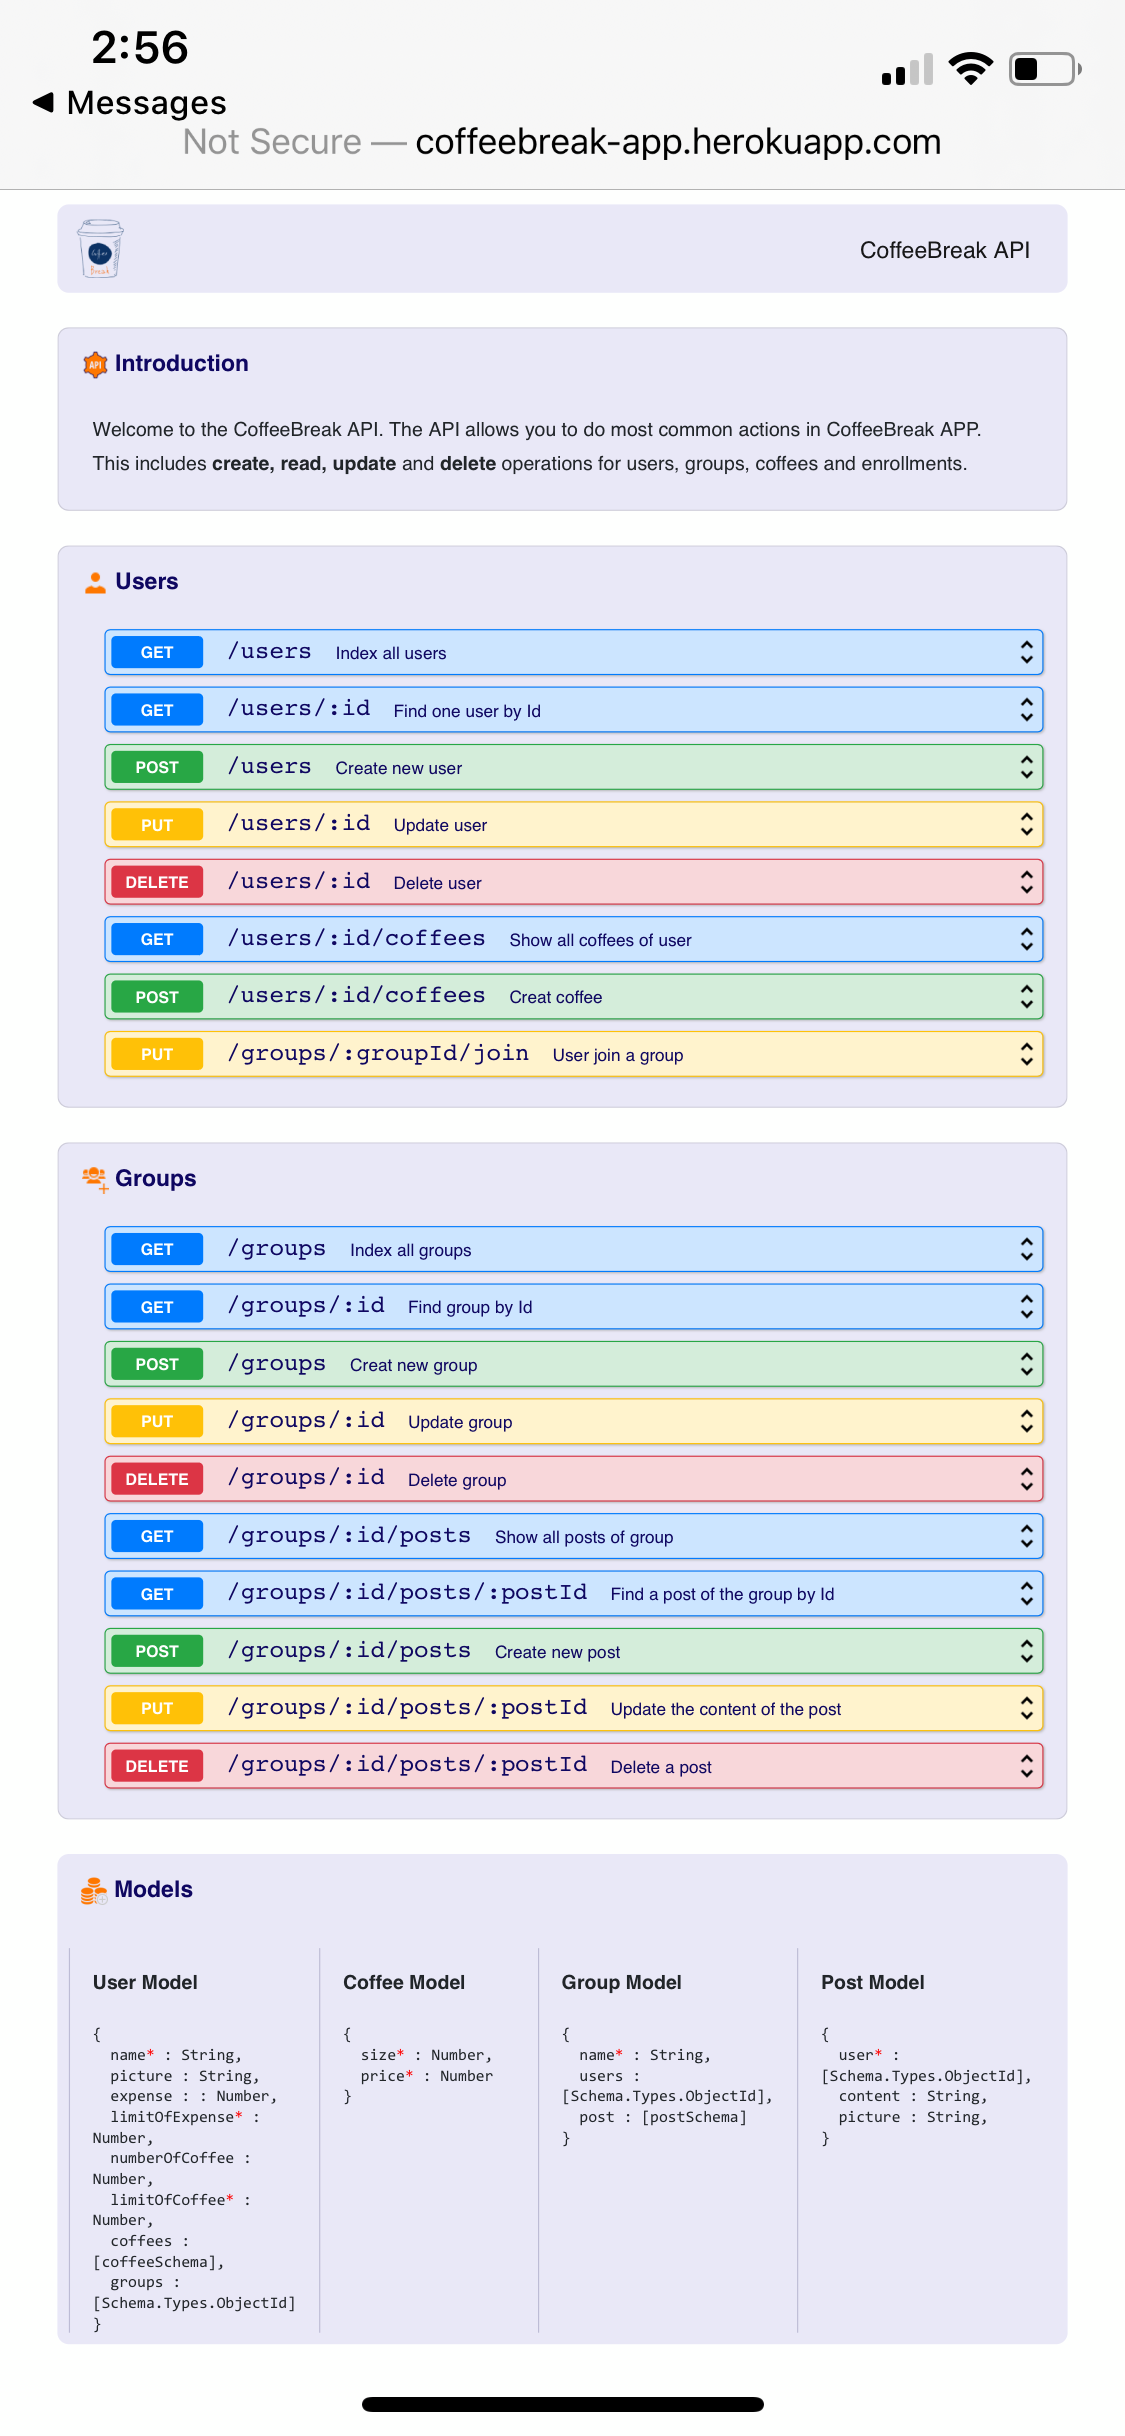 2:56
◀ Messages
Not Secure — coffeebreak-app.herokuapp.com
Coffee
Break
CoffeeBreak API
API
Introduction
Welcome to the CoffeeBreak API. The API allows you to do most common actions in CoffeeBreak APP.
This includes create, read, update and delete operations for users, groups, coffees and enrollments.
Users
GET /users Index all users
GET /users/:id Find one user by Id
POST /users Create new user
PUT /users/:id Update user
DELETE /users/:id Delete user
GET /users/:id/coffees Show all coffees of user
POST /users/:id/coffees Creat coffee
PUT /groups/:groupId/join User join a group
Groups
GET /groups Index all groups
GET /groups/:id Find group by Id
POST /groups Creat new group
PUT /groups/:id Update group
DELETE /groups/:id Delete group
GET /groups/:id/posts Show all posts of group
GET /groups/:id/posts/:postId Find a post of the group by Id
POST /groups/:id/posts Create new post
PUT /groups/:id/posts/:postId Update the content of the post
DELETE /groups/:id/posts/:postId Delete a post
Models
User Model
{
name* : String,
picture : String,
expense : : Number,
limitOfExpense* :
Number,
numberOfCoffee :
Number,
limitOfCoffee* :
Number,
coffees :
[coffeeSchema],
groups :
[Schema.Types.ObjectId]
}
Coffee Model
{
size* : Number,
price* : Number
}
Group Model
{
name* : String,
users :
[Schema.Types.ObjectId],
post : [postSchema]
}
Post Model
{
user* :
[Schema.Types.ObjectId],
content : String,
picture : String,
}